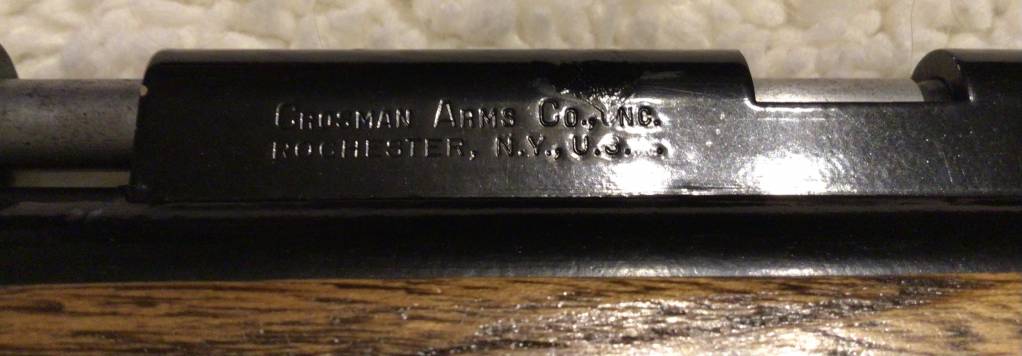 CROSMAN ARMS CO., INC.
ROCHESTER, N.Y., U.S.